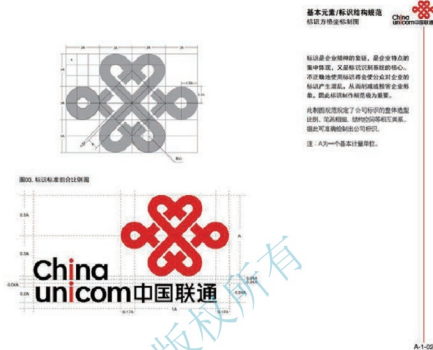 基本元素/标识结构规范
标识方格坐标制图
China
unicom中国联通
标识是企业精神的象征，是企业特点的
集中体现，又是标识识别系统的核心。
不正确地使用标识将会使公众对企业的
标识产生混乱，从而削减或损害企业形
象。因此标识制作规范极为重要。
此制图规范规定了公司标识的整体造型
比例、笔画粗细、结构空间等相互关系，
据此可准确绘制出公司标识。
注：A为一个基本计量单位。
图03. 标识标准组合比例图
China
unicom中国联通
版权所有
A-1-02